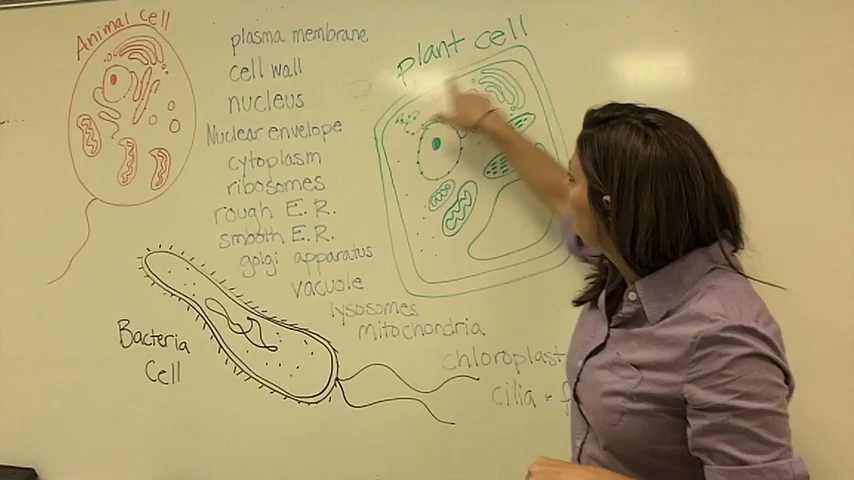 Animal Cell
plasma membrane
cell wall
nucleus
Nuclear envelope
cytoplasm
ribosomes
rough E.R.
smooth E.R.
golgi apparatus
vacuole
lysosomes
mitochondria
chloroplast
cilia + f
plant cell
Bacteria
Cell